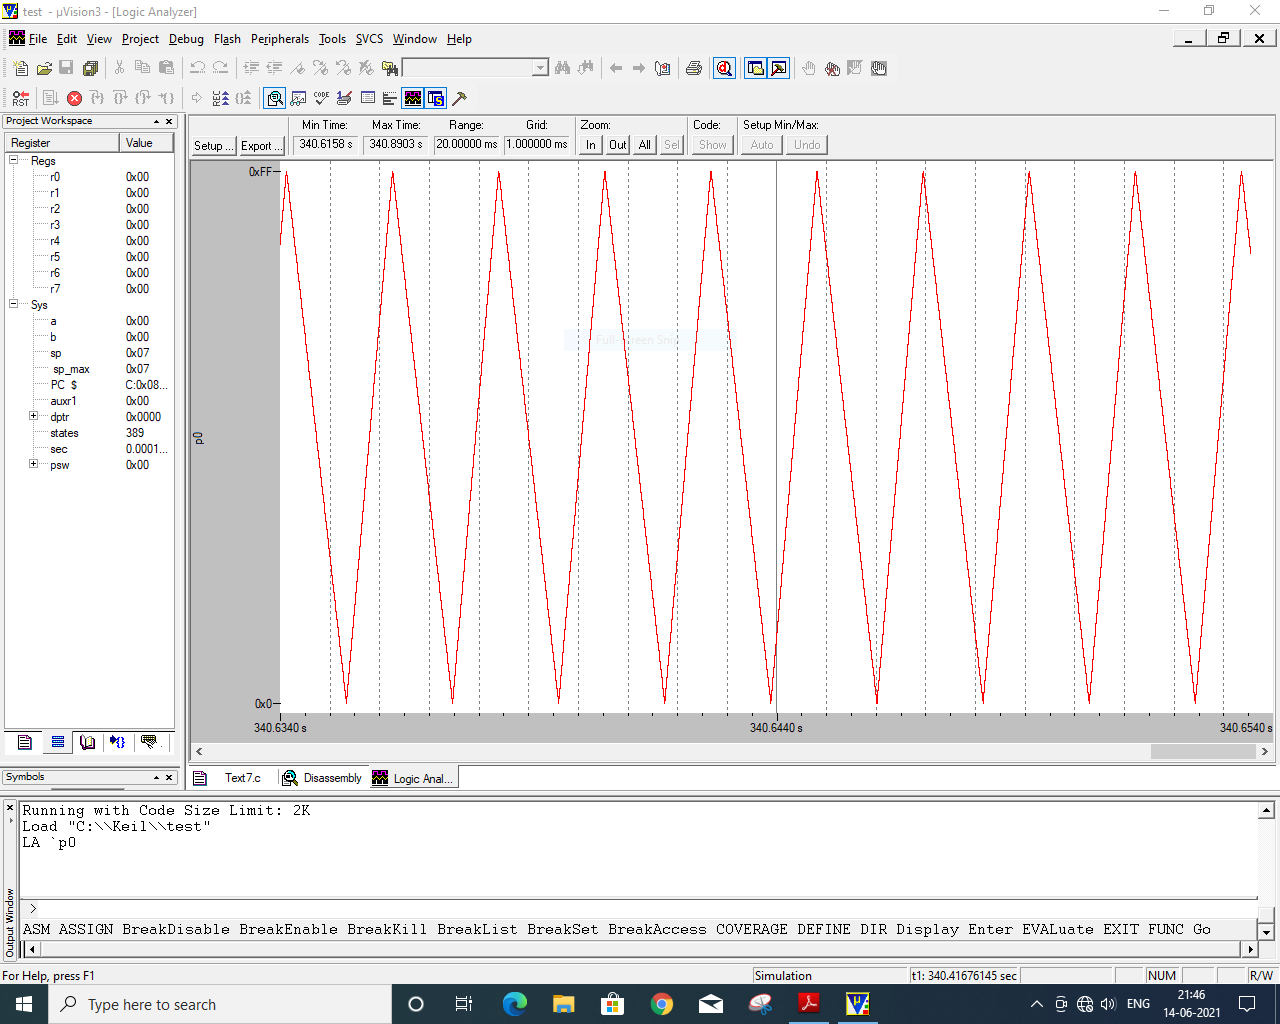 test - µVision3 - [Logic Analyzer]
File Edit View Project Debug Flash Peripherals Tools SVCS Window Help
RST
CODE
Project Workspace
Register Value
Regs
r0 0x00
r1 0x00
r2 0x00
r3 0x00
r4 0x00
r5 0x00
r6 0x00
r7 0x00
Sys
a 0x00
b 0x00
sp 0x07
sp_max 0x07
PC $ C:0x08...
auxr1 0x00
dptr 0x0000
states 389
sec 0.0001...
psw 0x00
Symbols
Min Time: Max Time: Range: Grid: Zoom: Code: Setup Min/Max:
Setup ... Export ... 340.6158 s 340.8903 s 20.00000 ms 1.000000 ms In Out All Sel Show Auto Undo
0xFF
p0
0x0
340.6340 s 340.6440 s 340.6540 s
Text7.c Disassembly Logic Anal...
Output Window
Running with Code Size Limit: 2K
Load "C:\\Keil\\test"
LA `p0
>
ASM ASSIGN BreakDisable BreakEnable BreakKill BreakList BreakSet BreakAccess COVERAGE DEFINE DIR Display Enter EVALuate EXIT FUNC Go
For Help, press F1 Simulation t1: 340.41676145 sec NUM R/W
Type here to search
ENG
21:46
14-06-2021